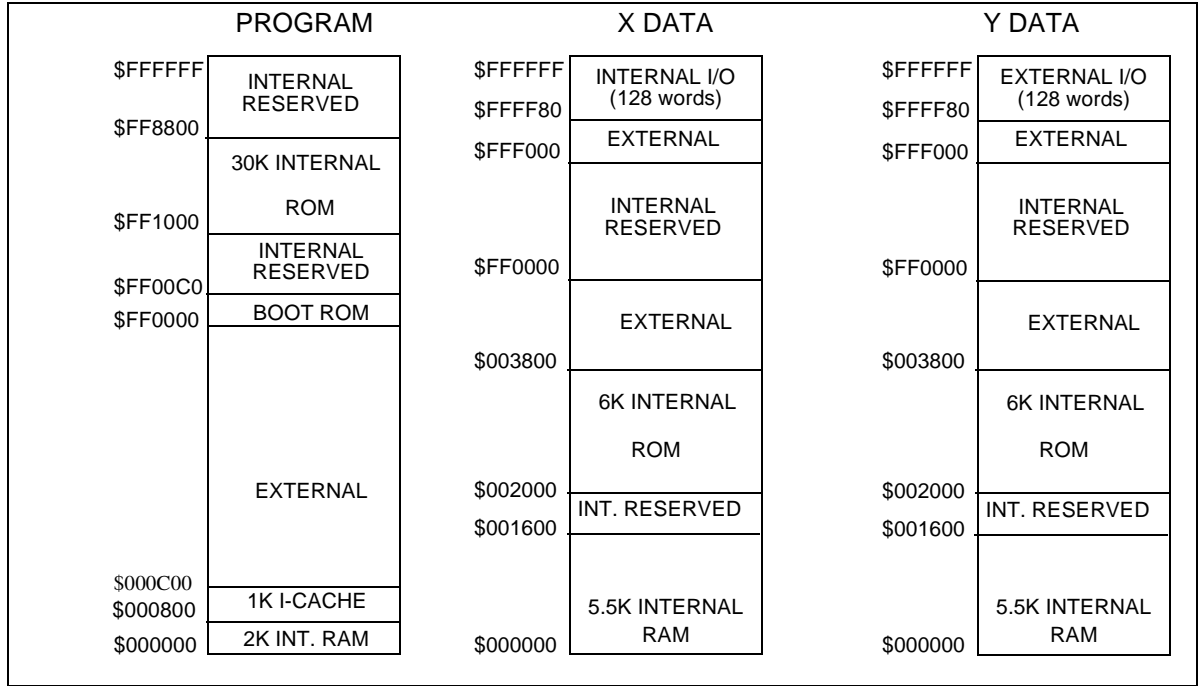 PROGRAM
$FFFFFF
INTERNAL
RESERVED
$FF8800
30K INTERNAL
ROM
$FF1000
INTERNAL
RESERVED
$FF00C0
BOOT ROM
$FF0000
EXTERNAL
$000C00
1K I-CACHE
$000800
2K INT. RAM
$000000
X DATA
$FFFFFF
INTERNAL I/O
(128 words)
$FFFF80
EXTERNAL
$FFF000
INTERNAL
RESERVED
$FF0000
EXTERNAL
$003800
6K INTERNAL
ROM
$002000
INT. RESERVED
$001600
5.5K INTERNAL
RAM
$000000
Y DATA
$FFFFFF
EXTERNAL I/O
(128 words)
$FFFF80
EXTERNAL
$FFF000
INTERNAL
RESERVED
$FF0000
EXTERNAL
$003800
6K INTERNAL
ROM
$002000
INT. RESERVED
$001600
5.5K INTERNAL
RAM
$000000